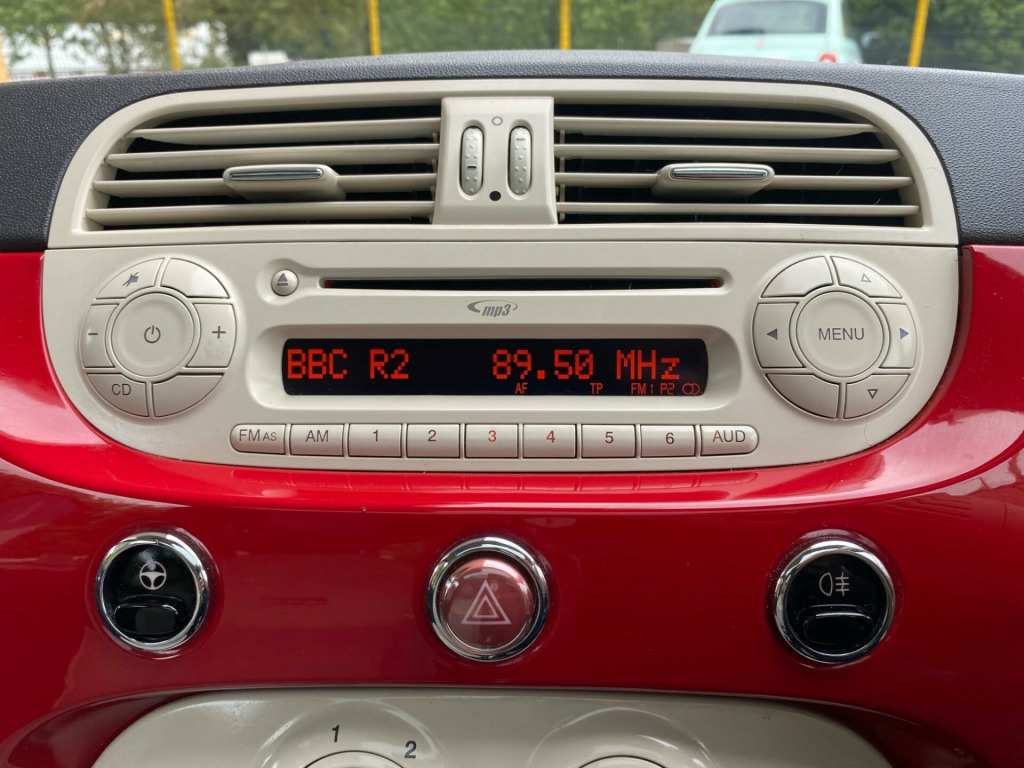 mp3
BBC R2 89.50 MHz
AF TP FM1 P2
- +
MENU
CD
FM AS AM 1 2 3 4 5 6 AUD
1 2